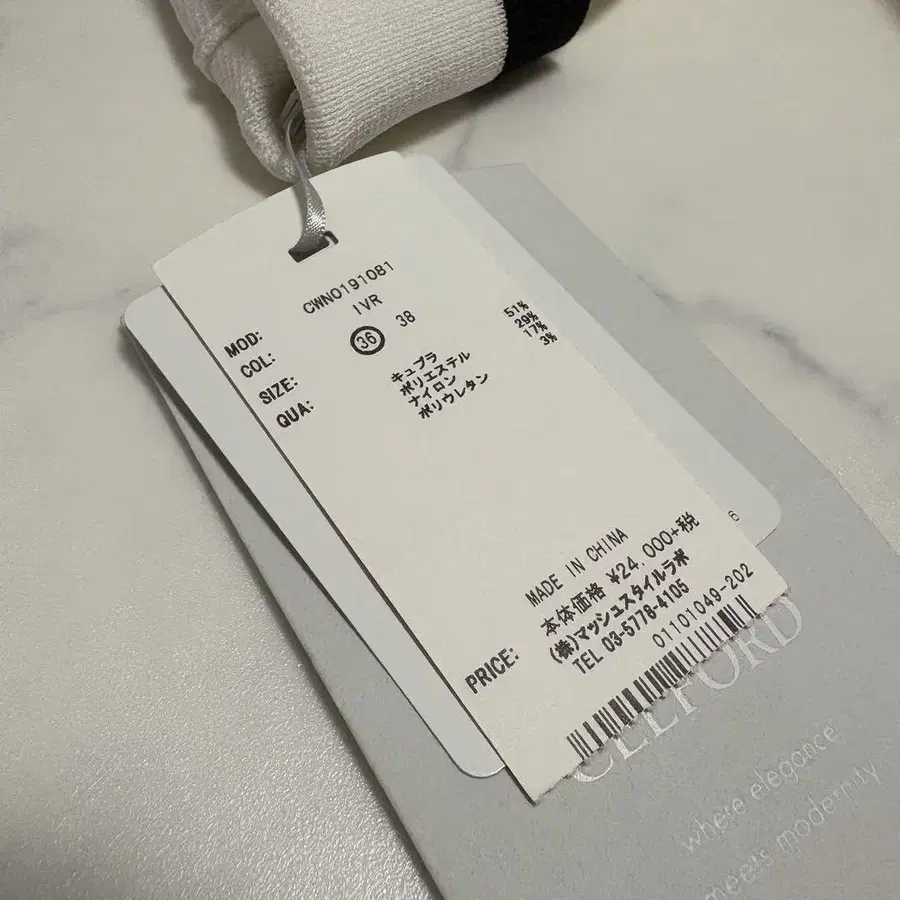 MOD: CWNO191081
COL: IVR
SIZE: 36 38
QUA: キュプラ 51%
ポリエステル 29%
ナイロン 17%
ポリウレタン 3%
MADE IN CHINA
PRICE: 本体価格 ¥24,000+税
(株)マッシュスタイルラボ
TEL 03-5778-4105
01101049-202
6
CELFORD
where elegance
meets modernity